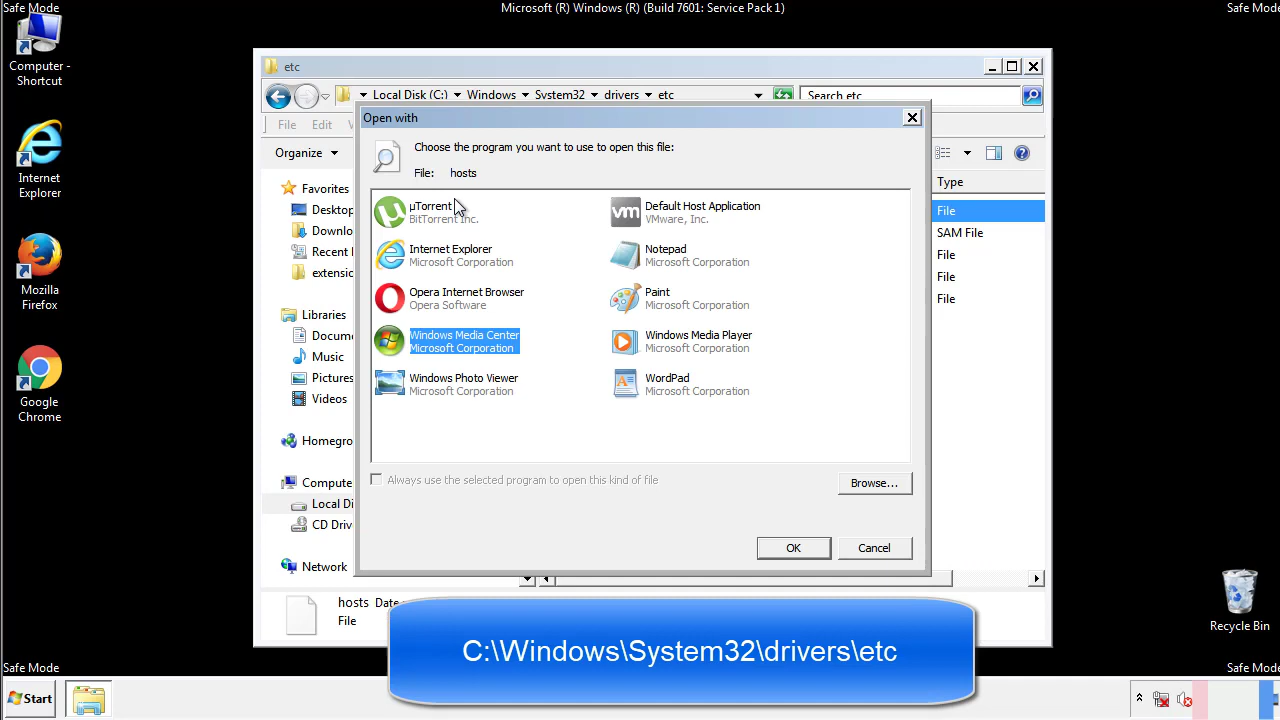 Safe Mode
Microsoft (R) Windows (R) (Build 7601: Service Pack 1)
Safe Mode
Computer -
Shortcut
Internet
Explorer
Mozilla
Firefox
Google
Chrome
etc
Local Disk (C:)
Windows
System32
drivers
etc
Search etc
File
Edit
Organize
Favorites
Desktop
Recent
Libraries
Music
Pictures
Videos
Network
Type
File
SAM File
File
File
File
Open with
Choose the program you want to use to open this file:
File: hosts
µTorrent
BitTorrent Inc.
Default Host Application
VMware, Inc.
Internet Explorer
Microsoft Corporation
Notepad
Microsoft Corporation
Opera Internet Browser
Opera Software
Paint
Microsoft Corporation
Windows Media Center
Microsoft Corporation
Windows Media Player
Microsoft Corporation
Windows Photo Viewer
Microsoft Corporation
WordPad
Microsoft Corporation
Always use the selected program to open this kind of file
Browse...
OK
Cancel
hosts
File
C:\Windows\System32\drivers\etc
Recycle Bin
Safe Mode
Safe Mode
Start